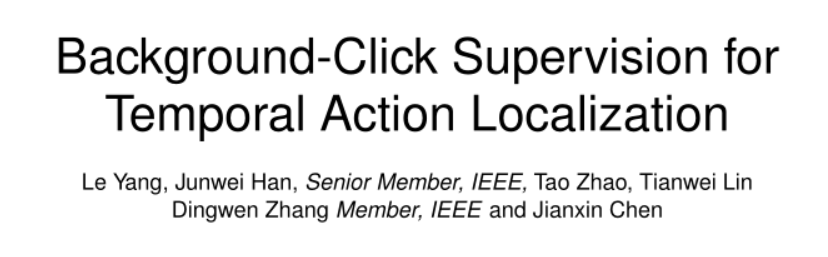 Background-Click Supervision for
Temporal Action Localization
Le Yang, Junwei Han, Senior Member, IEEE, Tao Zhao, Tianwei Lin
Dingwen Zhang Member, IEEE and Jianxin Chen